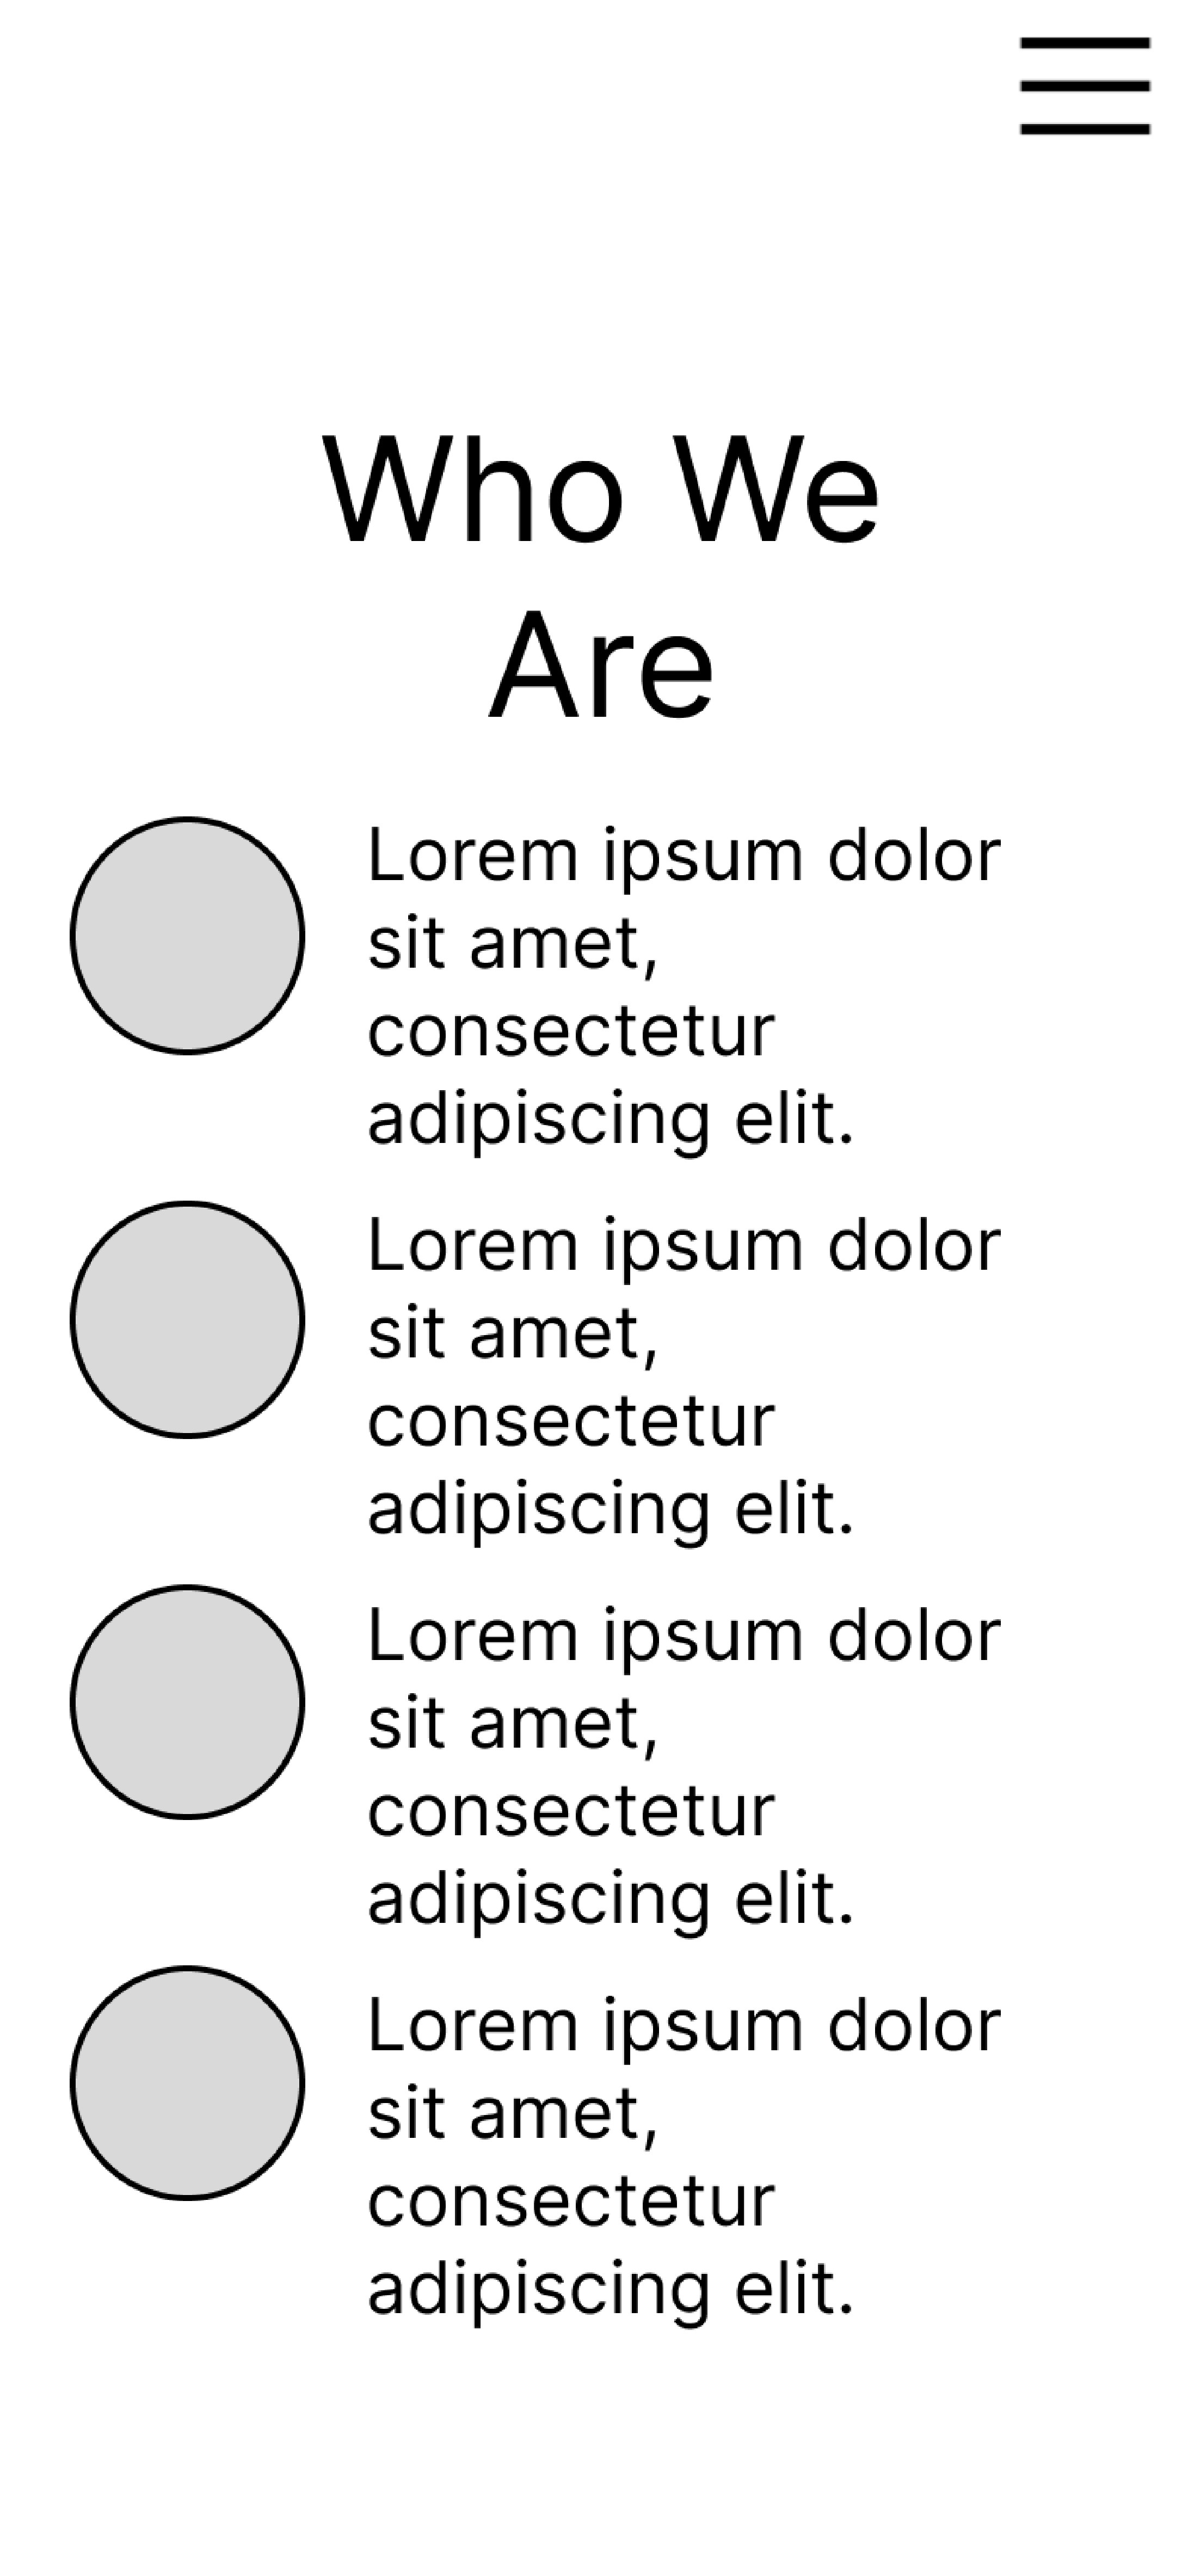 Who We
Are
Lorem ipsum dolor
sit amet,
consectetur
adipiscing elit.
Lorem ipsum dolor
sit amet,
consectetur
adipiscing elit.
Lorem ipsum dolor
sit amet,
consectetur
adipiscing elit.
Lorem ipsum dolor
sit amet,
consectetur
adipiscing elit.